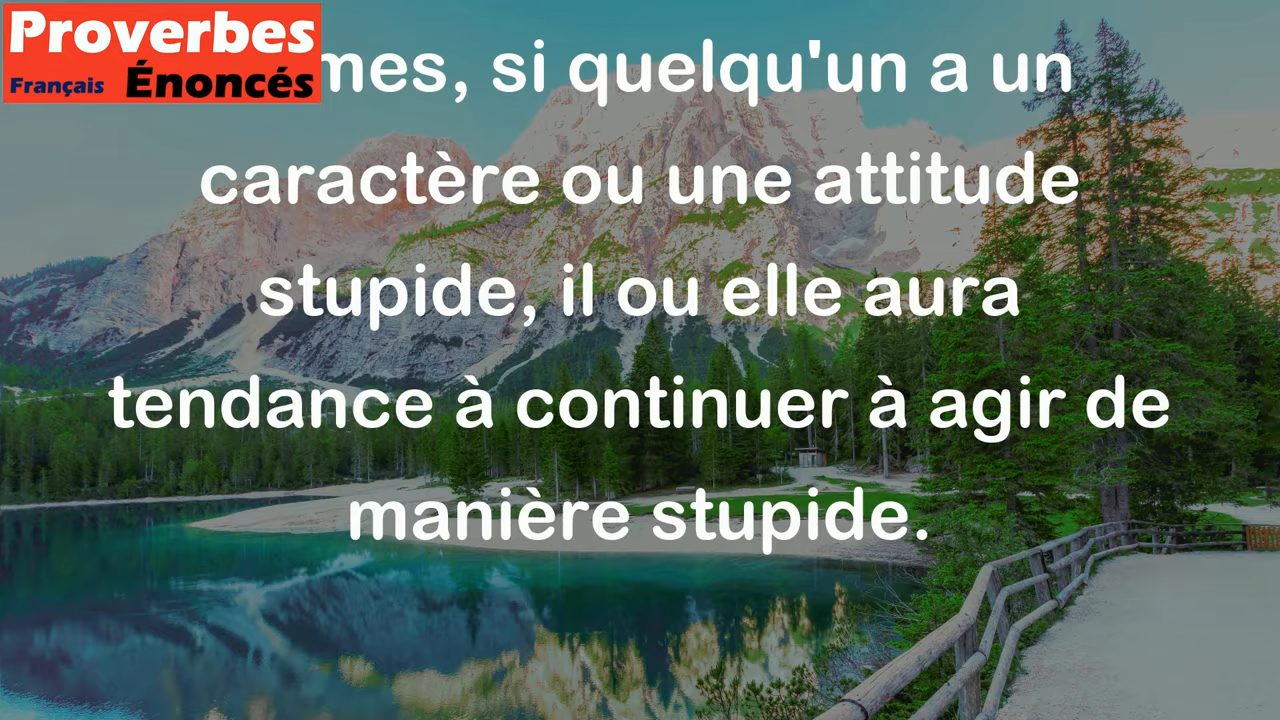 Proverbes
Français Énoncés
mes, si quelqu'un a un
caractère ou une attitude
stupide, il ou elle aura
tendance à continuer à agir de
manière stupide.